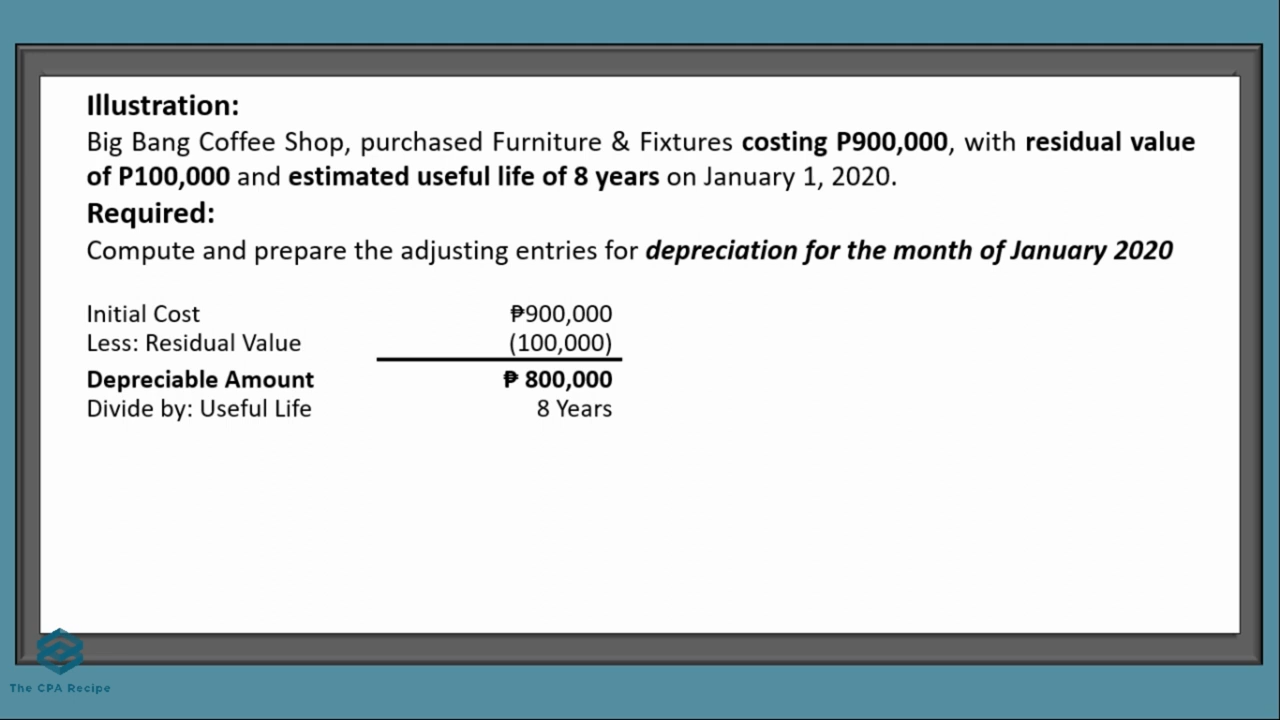 Illustration:
Big Bang Coffee Shop, purchased Furniture & Fixtures costing P900,000, with residual value
of P100,000 and estimated useful life of 8 years on January 1, 2020.
Required:
Compute and prepare the adjusting entries for depreciation for the month of January 2020
Initial Cost ₱900,000
Less: Residual Value (100,000)
Depreciable Amount ₱ 800,000
Divide by: Useful Life 8 Years
The CPA Recipe